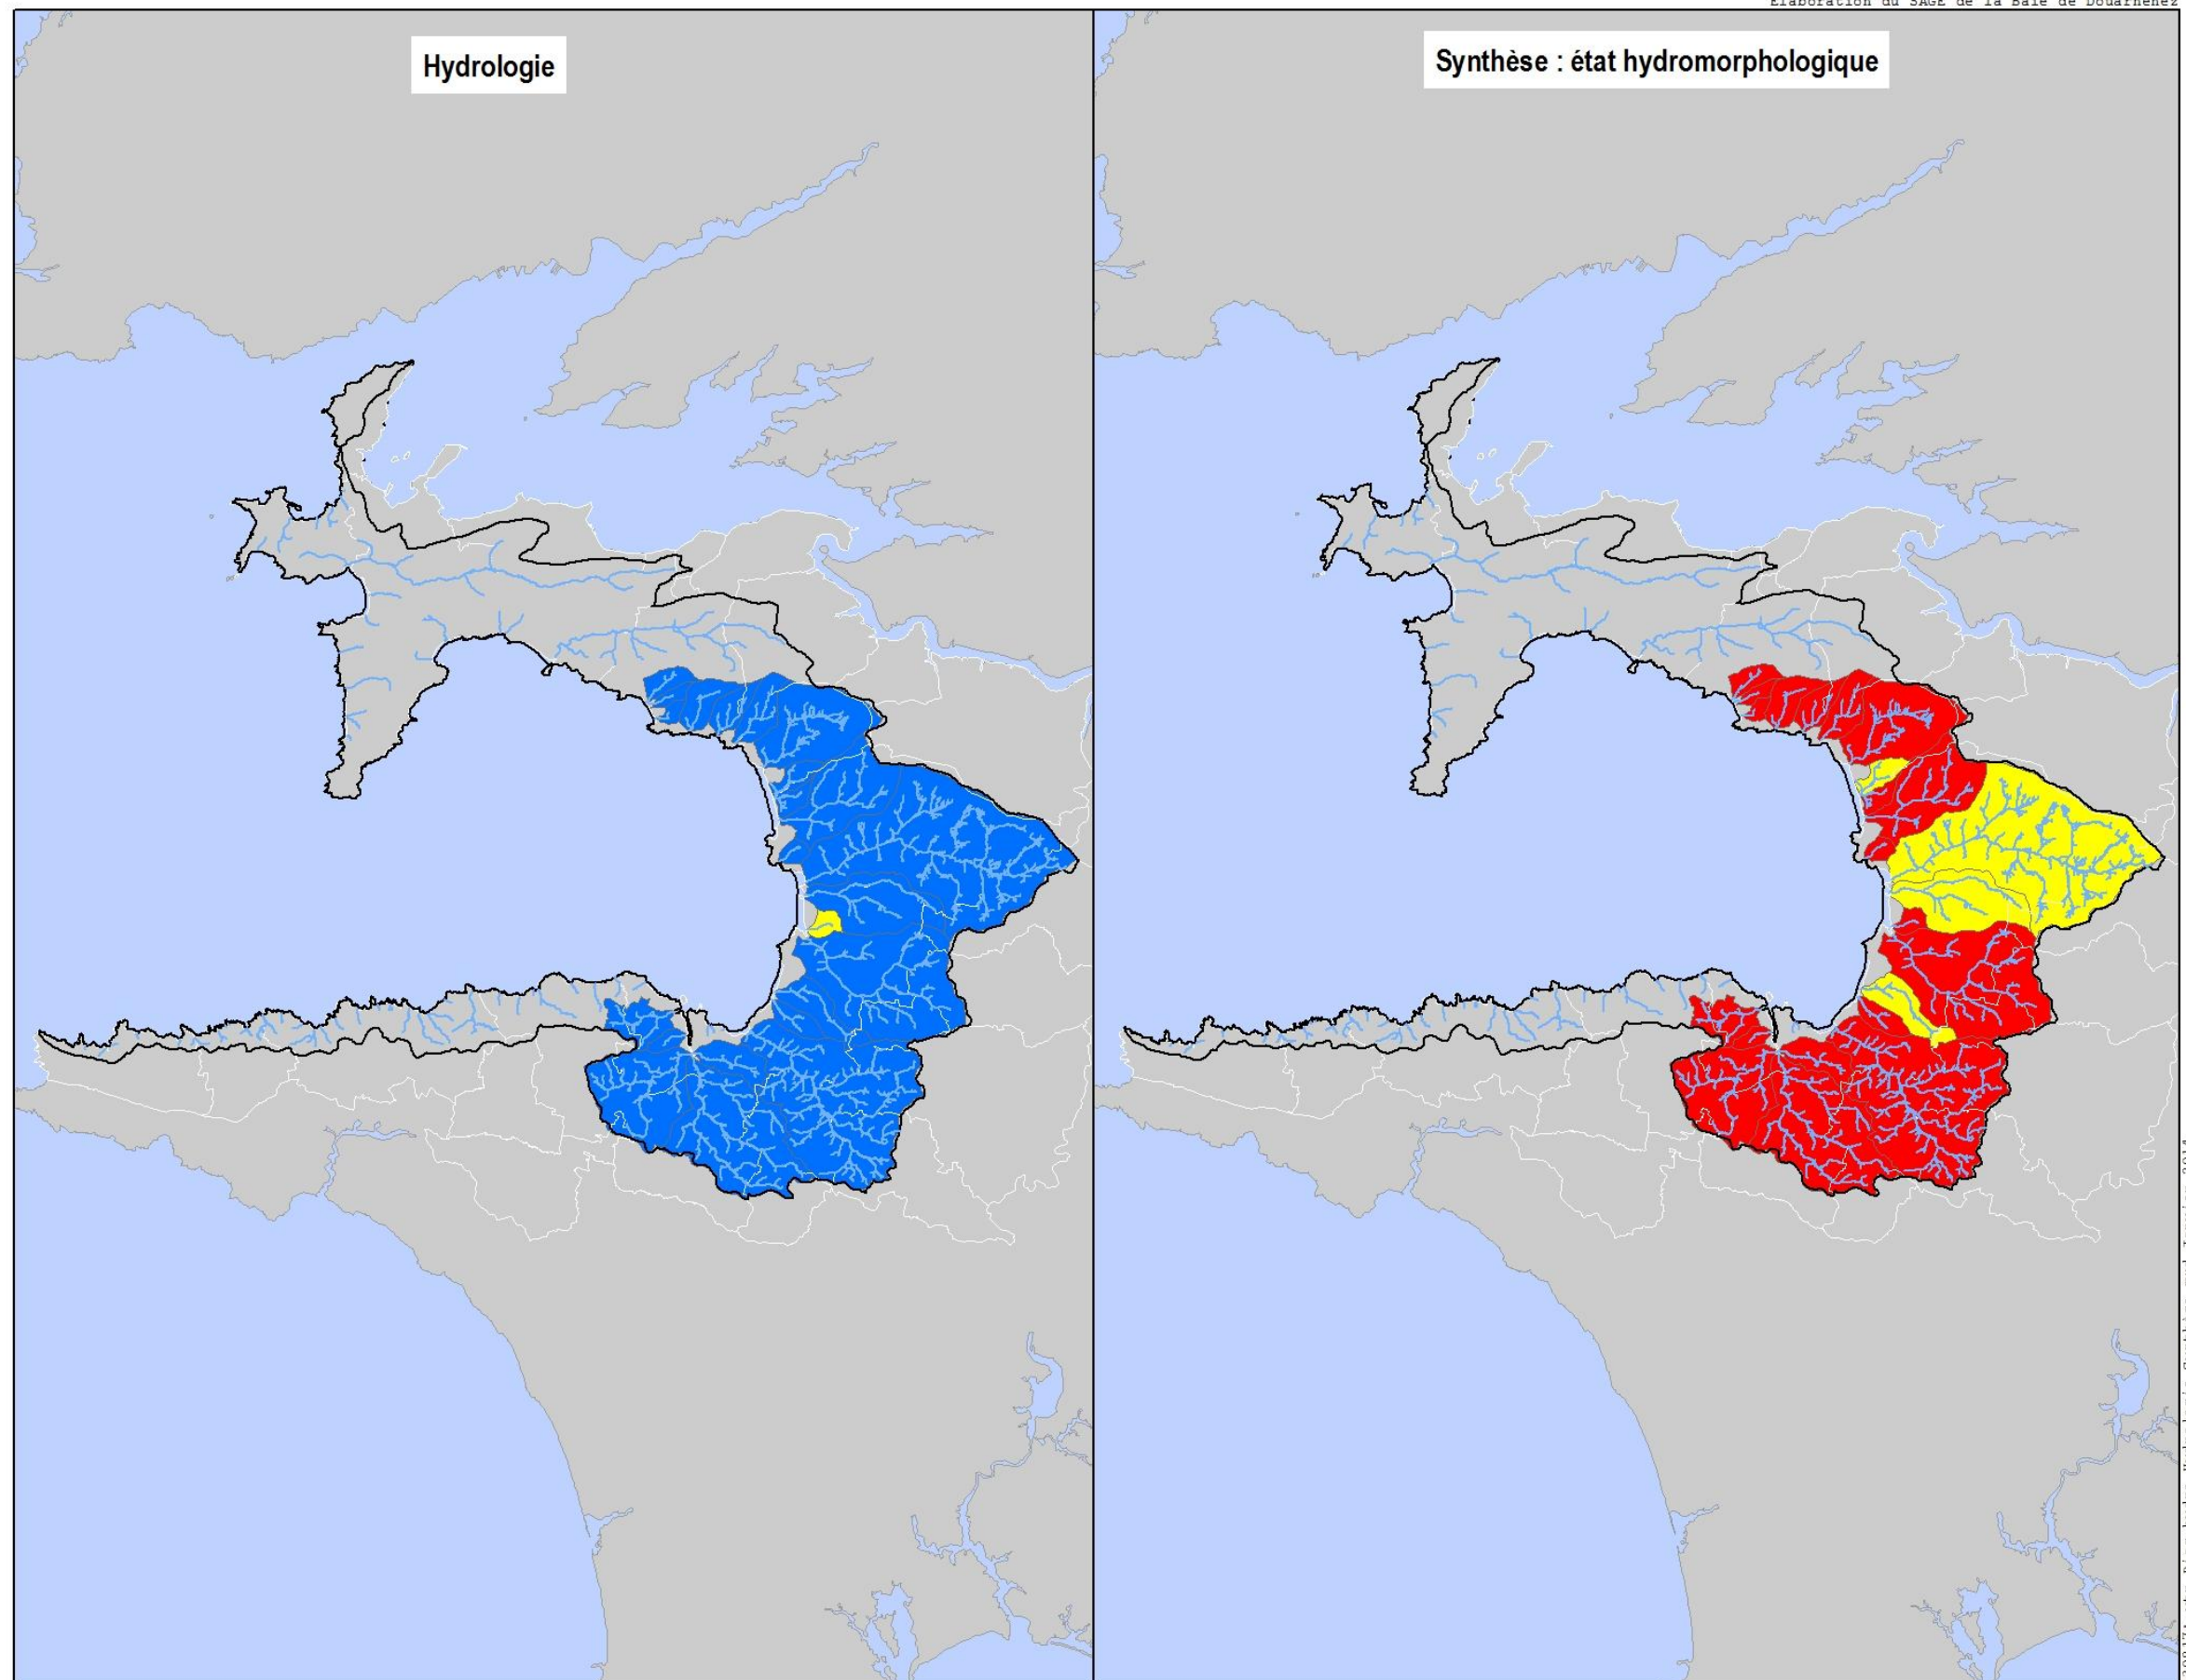 Elaboration du SAGE de la Baie de Douarnenez
Hydrologie
Synthèse : état hydromorphologique